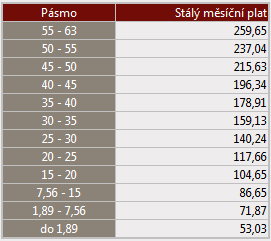 Pásmo Stálý měsíční plat
55 - 63 259,65
50 - 55 237,04
45 - 50 215,63
40 - 45 196,34
35 - 40 178,91
30 - 35 159,13
25 - 30 140,24
20 - 25 117,66
15 - 20 104,65
7,56 - 15 86,65
1,89 - 7,56 71,87
do 1,89 53,03